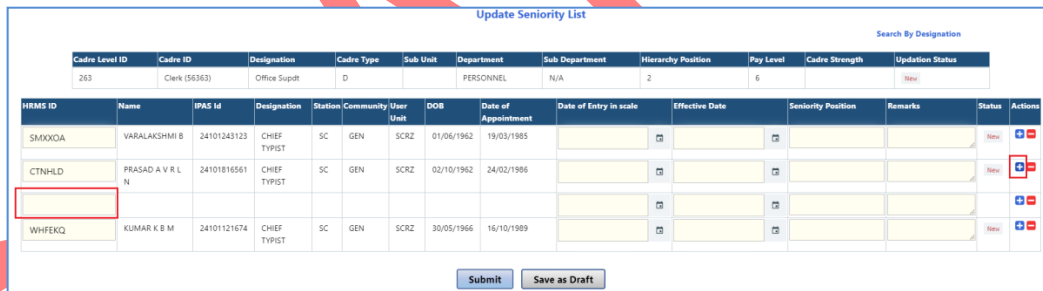 Update Seniority List
Search By Designation
Cadre Level ID Cadre ID Designation Cadre Type Sub Unit Department Sub Department Hierarchy Position Pay Level Cadre Strength Updation Status
263 Clerk (56363) Office Supdt D PERSONNEL N/A 2 6 New
HRMS ID Name IPAS Id Designation Station Community User Unit DOB Date of Appointment Date of Entry in scale Effective Date Seniority Position Remarks Status Actions
SMXXOA VARALAKSHMI B 24101243123 CHIEF TYPIST SC GEN SCRZ 01/06/1962 19/03/1985 New
CTNHLD PRASAD A V R L N 24101816561 CHIEF TYPIST SC GEN SCRZ 02/10/1962 24/02/1986 New
WHFEKQ KUMAR K B M 24101121674 CHIEF TYPIST SC GEN SCRZ 30/05/1966 16/10/1989 New
Submit Save as Draft